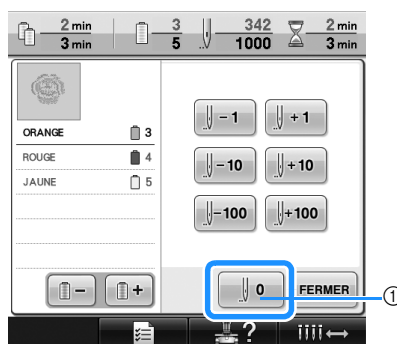 2 min 3 342 2 min
3 min 5 1000 3 min
ORANGE 3
ROUGE 4
JAUNE 5
- 1 + 1
- 10 + 10
- 100 + 100
- + 0 FERMER
①
?